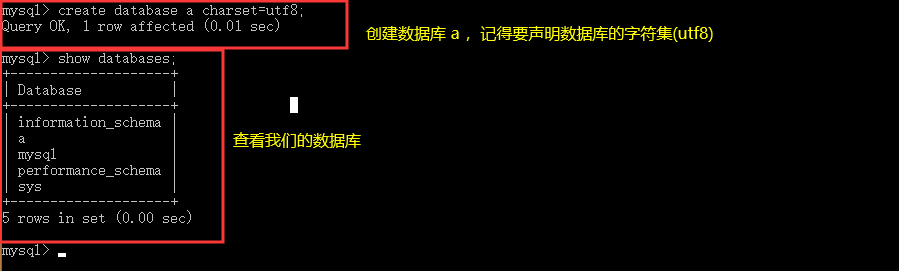 mysql> create database a charset=utf8;
Query OK, 1 row affected (0.01 sec)
创建数据库 a ，记得要声明数据库的字符集(utf8)
mysql> show databases;
+--------------------+
| Database           |
+--------------------+
| information_schema |
| a                  |
| mysql              |
| performance_schema |
| sys                |
+--------------------+
5 rows in set (0.00 sec)
查看我们的数据库
mysql>